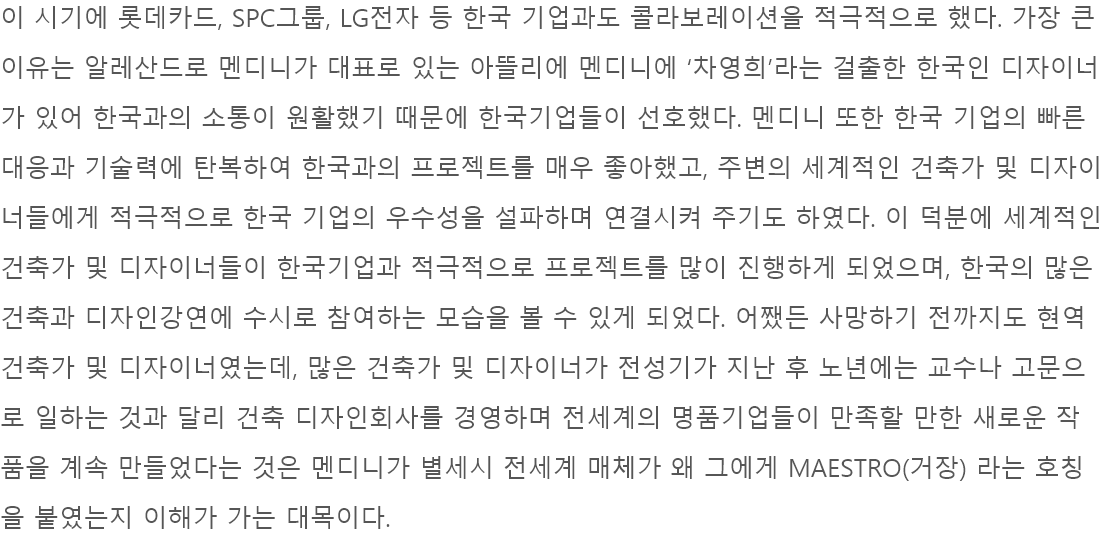 이 시기에 롯데카드, SPC그룹, LG전자 등 한국 기업과도 콜라보레이션을 적극적으로 했다. 가장 큰
이유는 알레산드로 멘디니가 대표로 있는 아뜰리에 멘디니에 ‘차영희’라는 걸출한 한국인 디자이너
가 있어 한국과의 소통이 원활했기 때문에 한국기업들이 선호했다. 멘디니 또한 한국 기업의 빠른
대응과 기술력에 탄복하여 한국과의 프로젝트를 매우 좋아했고, 주변의 세계적인 건축가 및 디자이
너들에게 적극적으로 한국 기업의 우수성을 설파하며 연결시켜 주기도 하였다. 이 덕분에 세계적인
건축가 및 디자이너들이 한국기업과 적극적으로 프로젝트를 많이 진행하게 되었으며, 한국의 많은
건축과 디자인강연에 수시로 참여하는 모습을 볼 수 있게 되었다. 어쨌든 사망하기 전까지도 현역
건축가 및 디자이너였는데, 많은 건축가 및 디자이너가 전성기가 지난 후 노년에는 교수나 고문으
로 일하는 것과 달리 건축 디자인회사를 경영하며 전세계의 명품기업들이 만족할 만한 새로운 작
품을 계속 만들었다는 것은 멘디니가 별세시 전세계 매체가 왜 그에게 MAESTRO(거장) 라는 호칭
을 붙였는지 이해가 가는 대목이다.